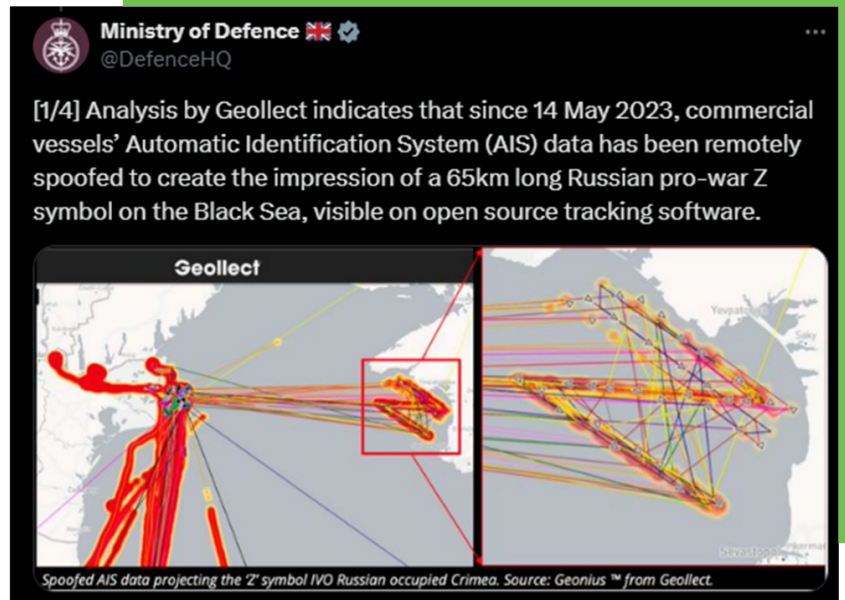 Ministry of Defence 🇬🇧
@DefenceHQ
[1/4] Analysis by Geollect indicates that since 14 May 2023, commercial
vessels’ Automatic Identification System (AIS) data has been remotely
spoofed to create the impression of a 65km long Russian pro-war Z
symbol on the Black Sea, visible on open source tracking software.
Geollect
Yevpatoria
Saky
Sevastopol
Spoofed AIS data projecting the 'Z' symbol IVO Russian occupied Crimea. Source: Geonius ™ from Geollect.